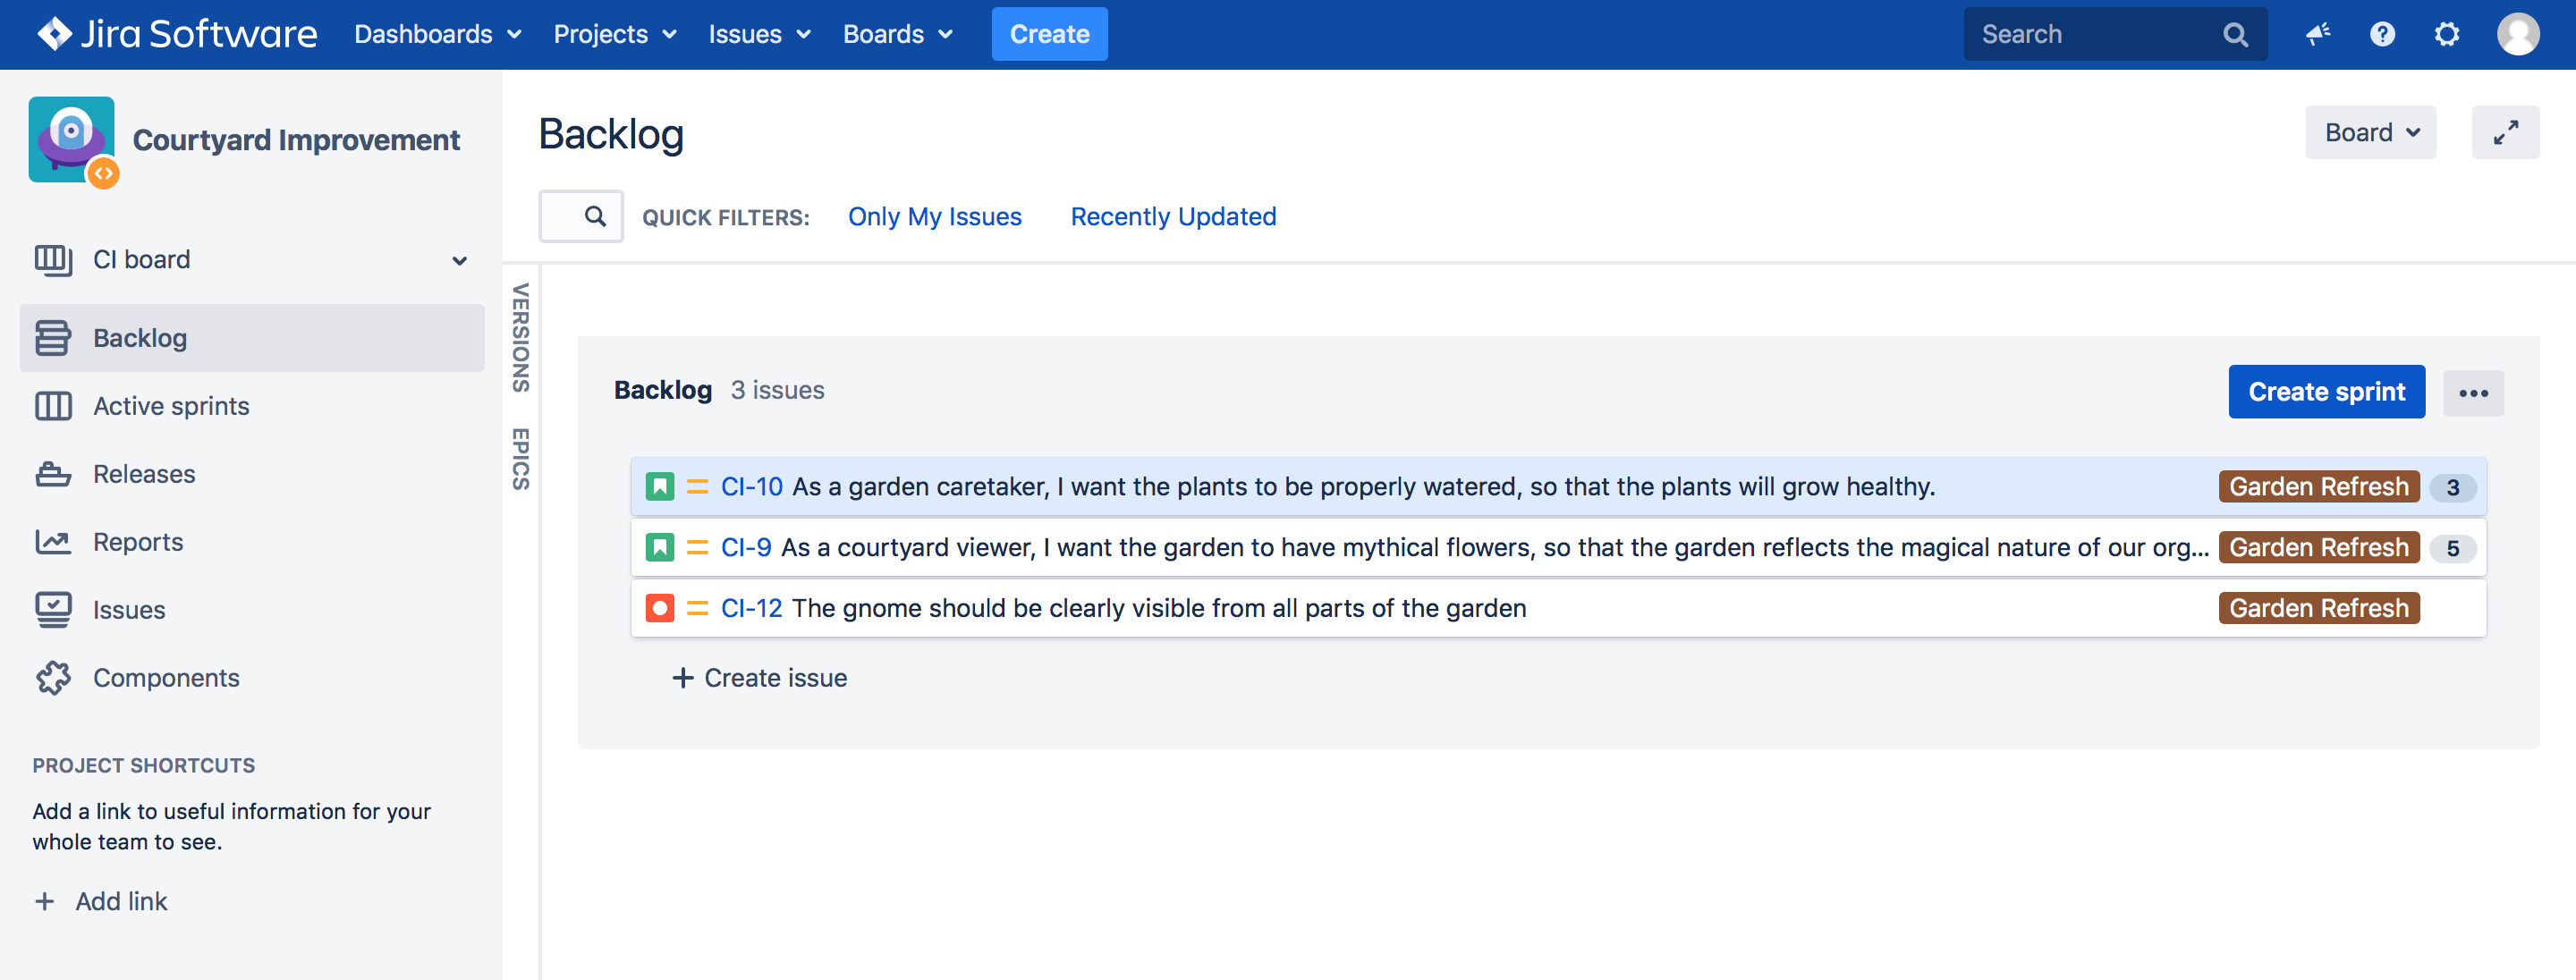 Jira Software Dashboards Projects Issues Boards Create Search
Courtyard Improvement
CI board
Backlog
Active sprints
Releases
Reports
Issues
Components
PROJECT SHORTCUTS
Add a link to useful information for your
whole team to see.
+ Add link
Backlog
Board
QUICK FILTERS: Only My Issues Recently Updated
VERSIONS
EPICS
Backlog 3 issues
Create sprint
CI-10 As a garden caretaker, I want the plants to be properly watered, so that the plants will grow healthy. Garden Refresh 3
CI-9 As a courtyard viewer, I want the garden to have mythical flowers, so that the garden reflects the magical nature of our org... Garden Refresh 5
CI-12 The gnome should be clearly visible from all parts of the garden Garden Refresh
+ Create issue